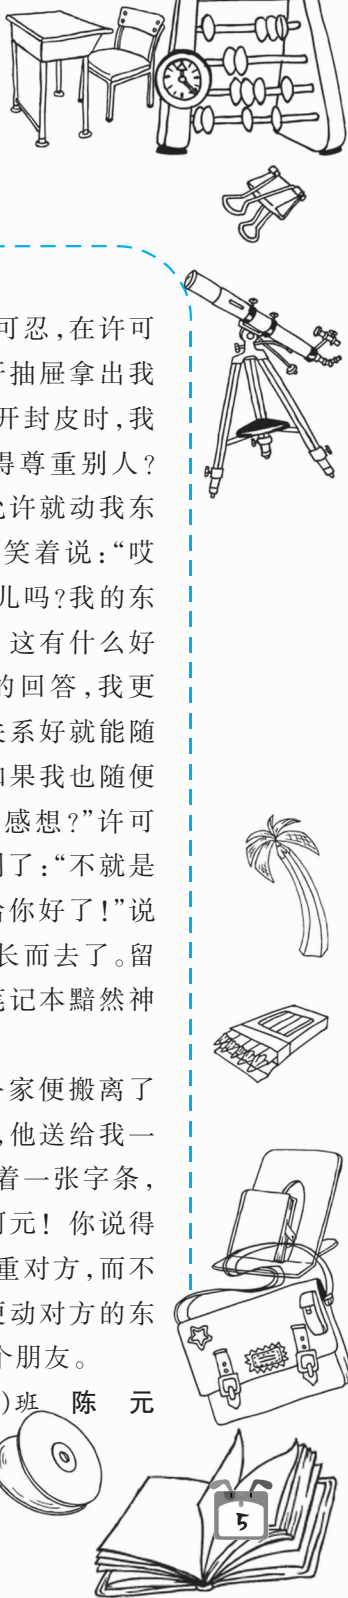 可忍,在许可
开抽屉拿出我
开封皮时,我
得尊重别人?
允许就动我东
笑着说:“哎
儿吗?我的东
这有什么好
的回答,我更
关系好就能随
如果我也随便
感想?”许可
了:“不就是
给你好了!”说
长而去了。留
笔记本黯然神
家便搬离了
,他送给我一
着一张字条,
可元!你说得
重对方,而不
便动对方的东
个朋友。
)班 陈 元
5